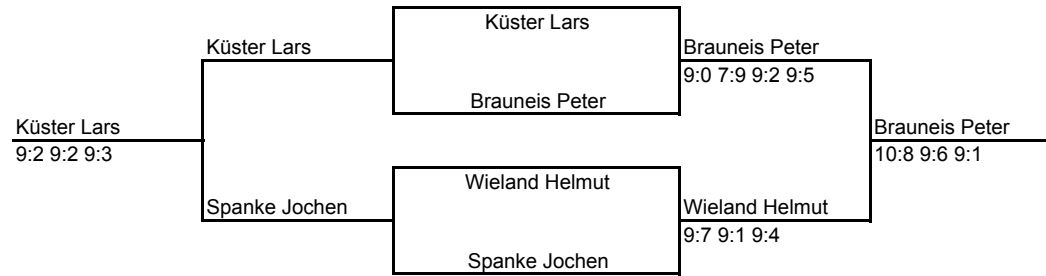 Küster Lars
Küster Lars
Brauneis Peter
9:0 7:9 9:2 9:5
Brauneis Peter
Küster Lars
9:2 9:2 9:3
Brauneis Peter
10:8 9:6 9:1
Wieland Helmut
Spanke Jochen
Wieland Helmut
9:7 9:1 9:4
Spanke Jochen